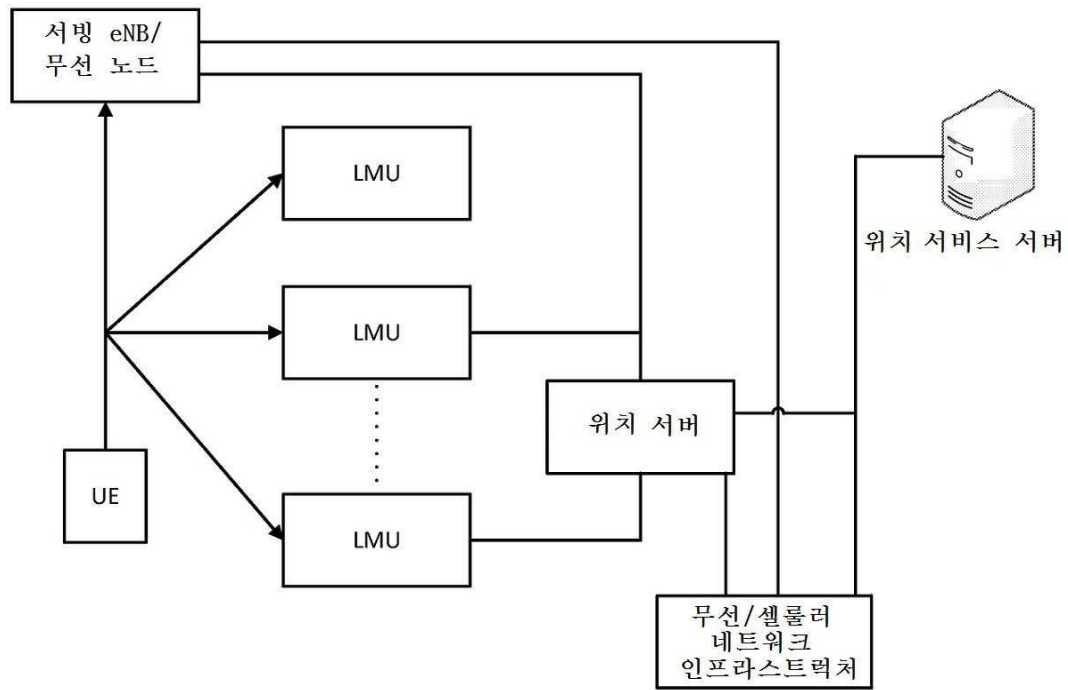 서빙 eNB/
무선 노드
LMU
위치 서비스 서버
LMU
위치 서버
UE
LMU
무선/셀룰러
네트워크
인프라스트럭처